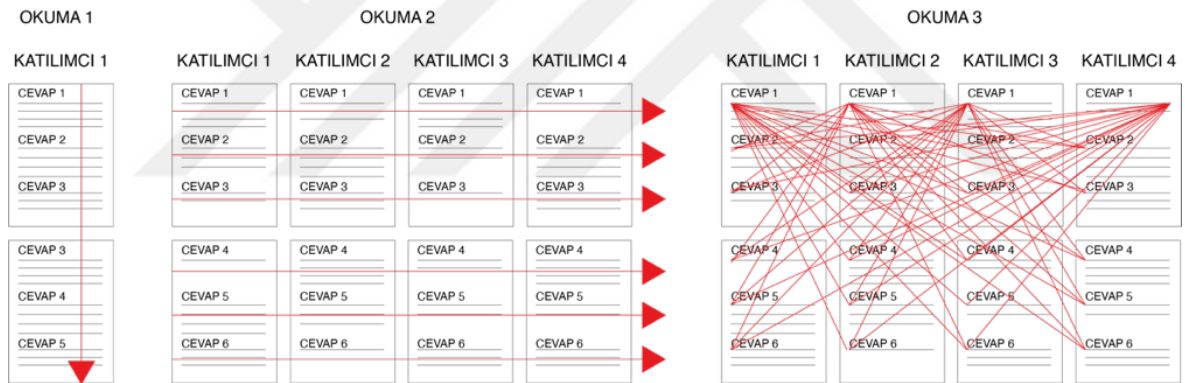 OKUMA 1
KATILIMCI 1
CEVAP 1
CEVAP 2
CEVAP 3
CEVAP 3
CEVAP 4
CEVAP 5
OKUMA 2
KATILIMCI 1 KATILIMCI 2 KATILIMCI 3 KATILIMCI 4
CEVAP 1 CEVAP 1 CEVAP 1 CEVAP 1
CEVAP 2 CEVAP 2 CEVAP 2 CEVAP 2
CEVAP 3 CEVAP 3 CEVAP 3 CEVAP 3
CEVAP 4 CEVAP 4 CEVAP 4 CEVAP 4
CEVAP 5 CEVAP 5 CEVAP 5 CEVAP 5
CEVAP 6 CEVAP 6 CEVAP 6 CEVAP 6
OKUMA 3
KATILIMCI 1 KATILIMCI 2 KATILIMCI 3 KATILIMCI 4
CEVAP 1 CEVAP 1 CEVAP 1 CEVAP 1
CEVAP 2 CEVAP 2 CEVAP 2 CEVAP 2
CEVAP 3 CEVAP 3 CEVAP 3 CEVAP 3
CEVAP 4 CEVAP 4 CEVAP 4 CEVAP 4
CEVAP 5 CEVAP 5 CEVAP 5 CEVAP 5
CEVAP 6 CEVAP 6 CEVAP 6 CEVAP 6